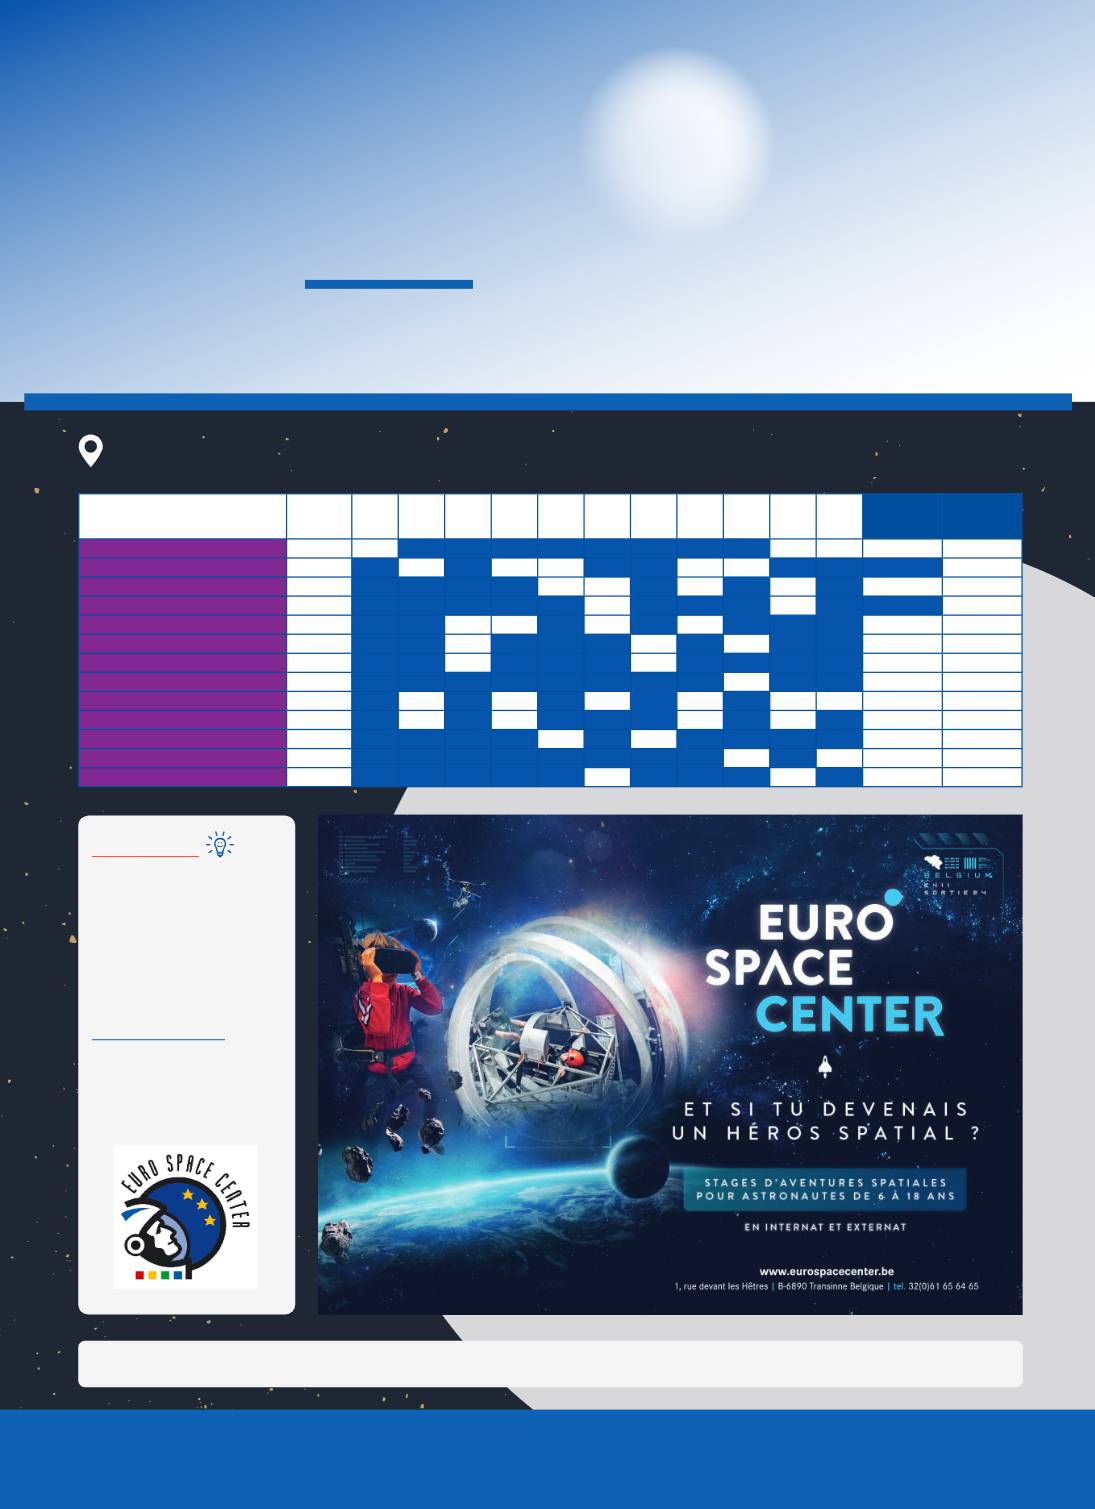 BELGIUM
E411
SORTIE 24
EURO
SPACE
CENTER
ET SI TU DEVENAIS
UN HÉROS SPATIAL ?
STAGES D'AVENTURES SPATIALES
POUR ASTRONAUTES DE 6 À 18 ANS
EN INTERNAT ET EXTERNAT
www.eurospacecenter.be
1, rue devant les Hêtres | B-6890 Transinne Belgique | tel. 32(0)61 65 64 65
EURO SPACE CENTER